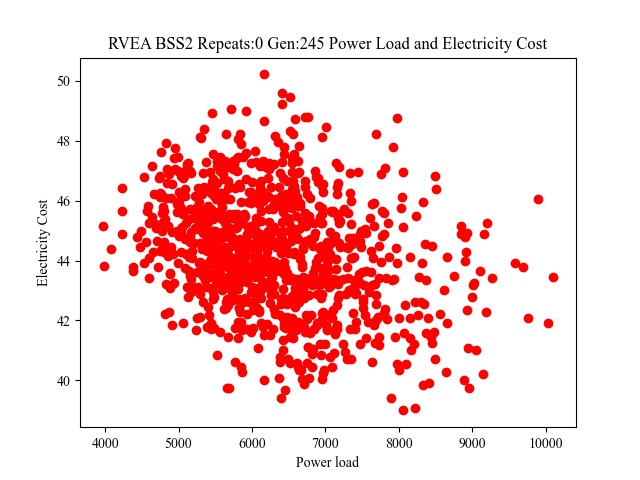 RVEA BSS2 Repeats:0 Gen:245 Power Load and Electricity Cost
50
48
46
44
42
40
Electricity Cost
4000 5000 6000 7000 8000 9000 10000
Power load